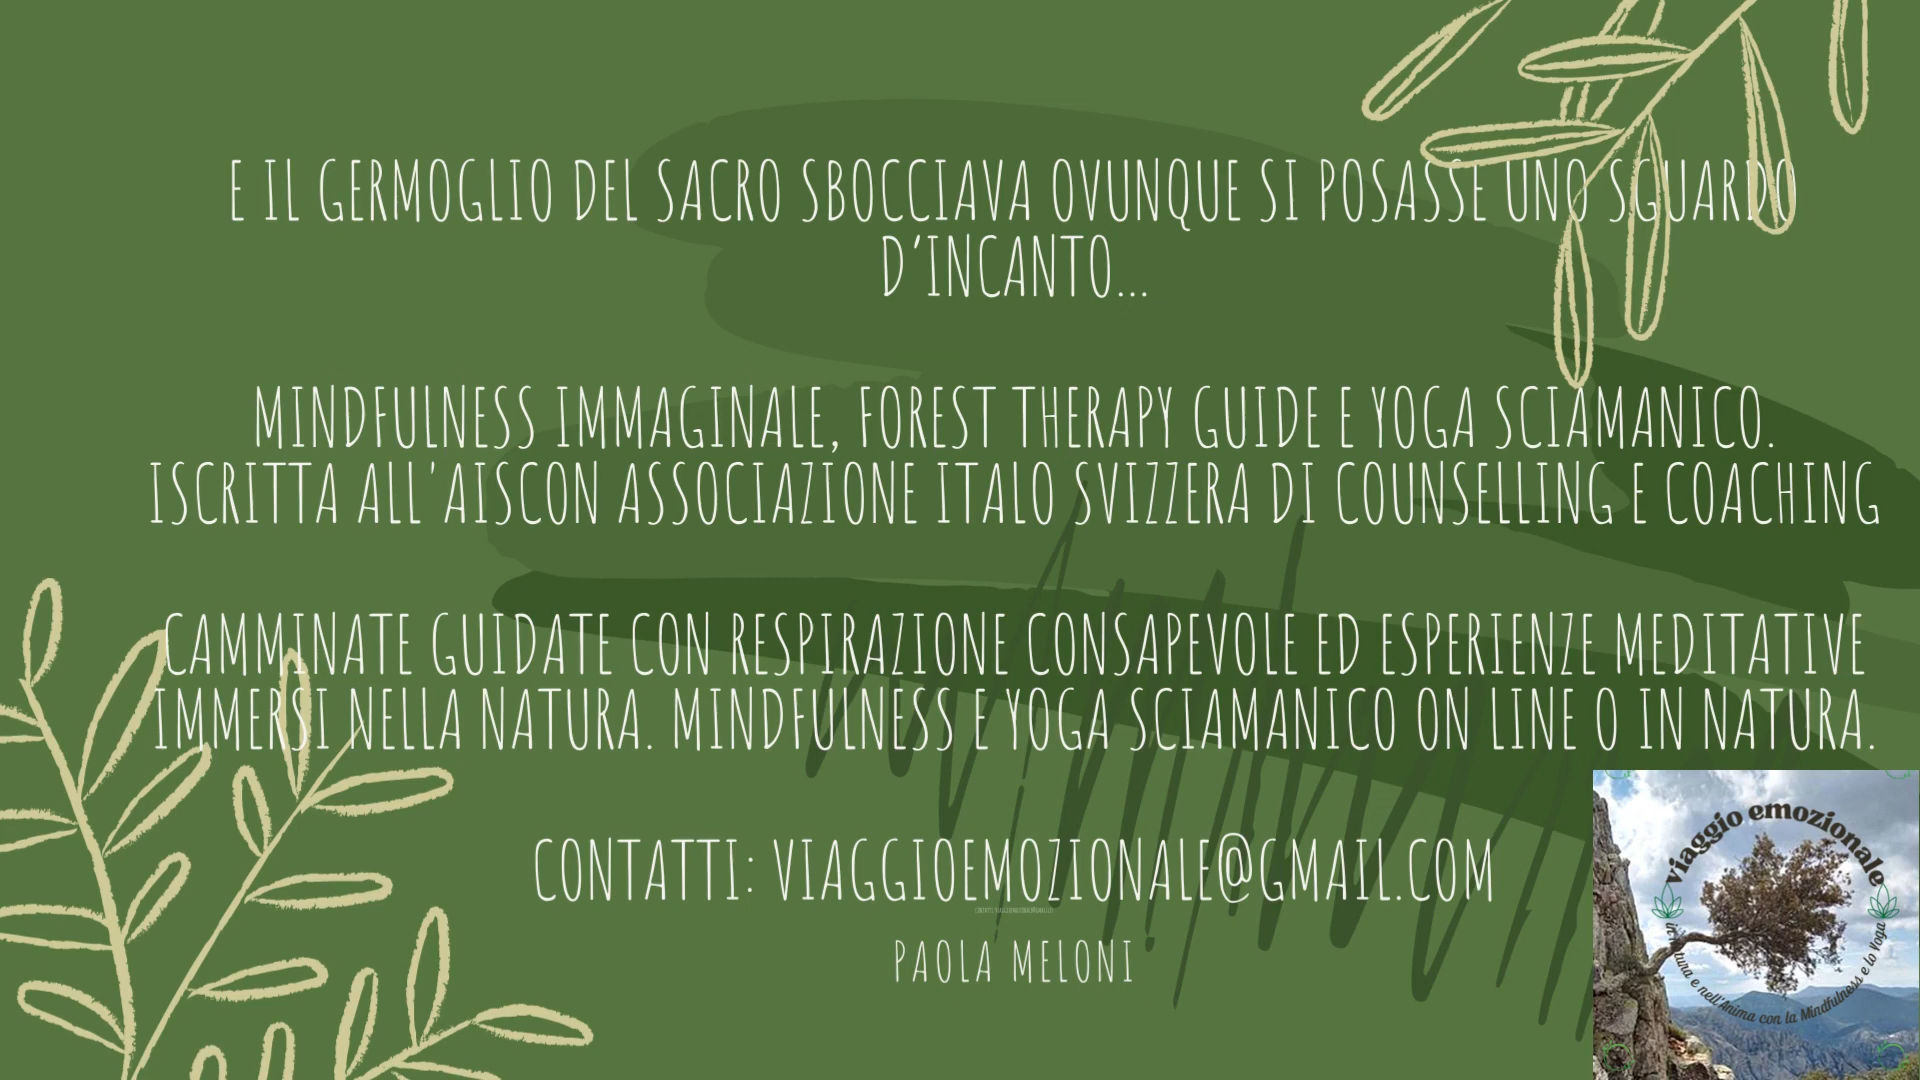 E IL GERMOGLIO DEL SACRO SBOCCIAVA OVUNQUE SI POSASSE UNO SGUARDO
D'INCANTO...
MINDFULNESS IMMAGINALE, FOREST THERAPY GUIDE E YOGA SCIAMANICO.
ISCRITTA ALL'AISCON ASSOCIAZIONE ITALO SVIZZERA DI COUNSELLING E COACHING
CAMMINATE GUIDATE CON RESPIRAZIONE CONSAPEVOLE ED ESPERIENZE MEDITATIVE
IMMERSI NELLA NATURA. MINDFULNESS E YOGA SCIAMANICO ON LINE O IN NATURA.
CONTATTI: VIAGGIOEMOZIONALE@GMAIL.COM
PAOLA MELONI
viaggio emozionale
in natura e nell'Anima con la Mindfulness e lo Yoga